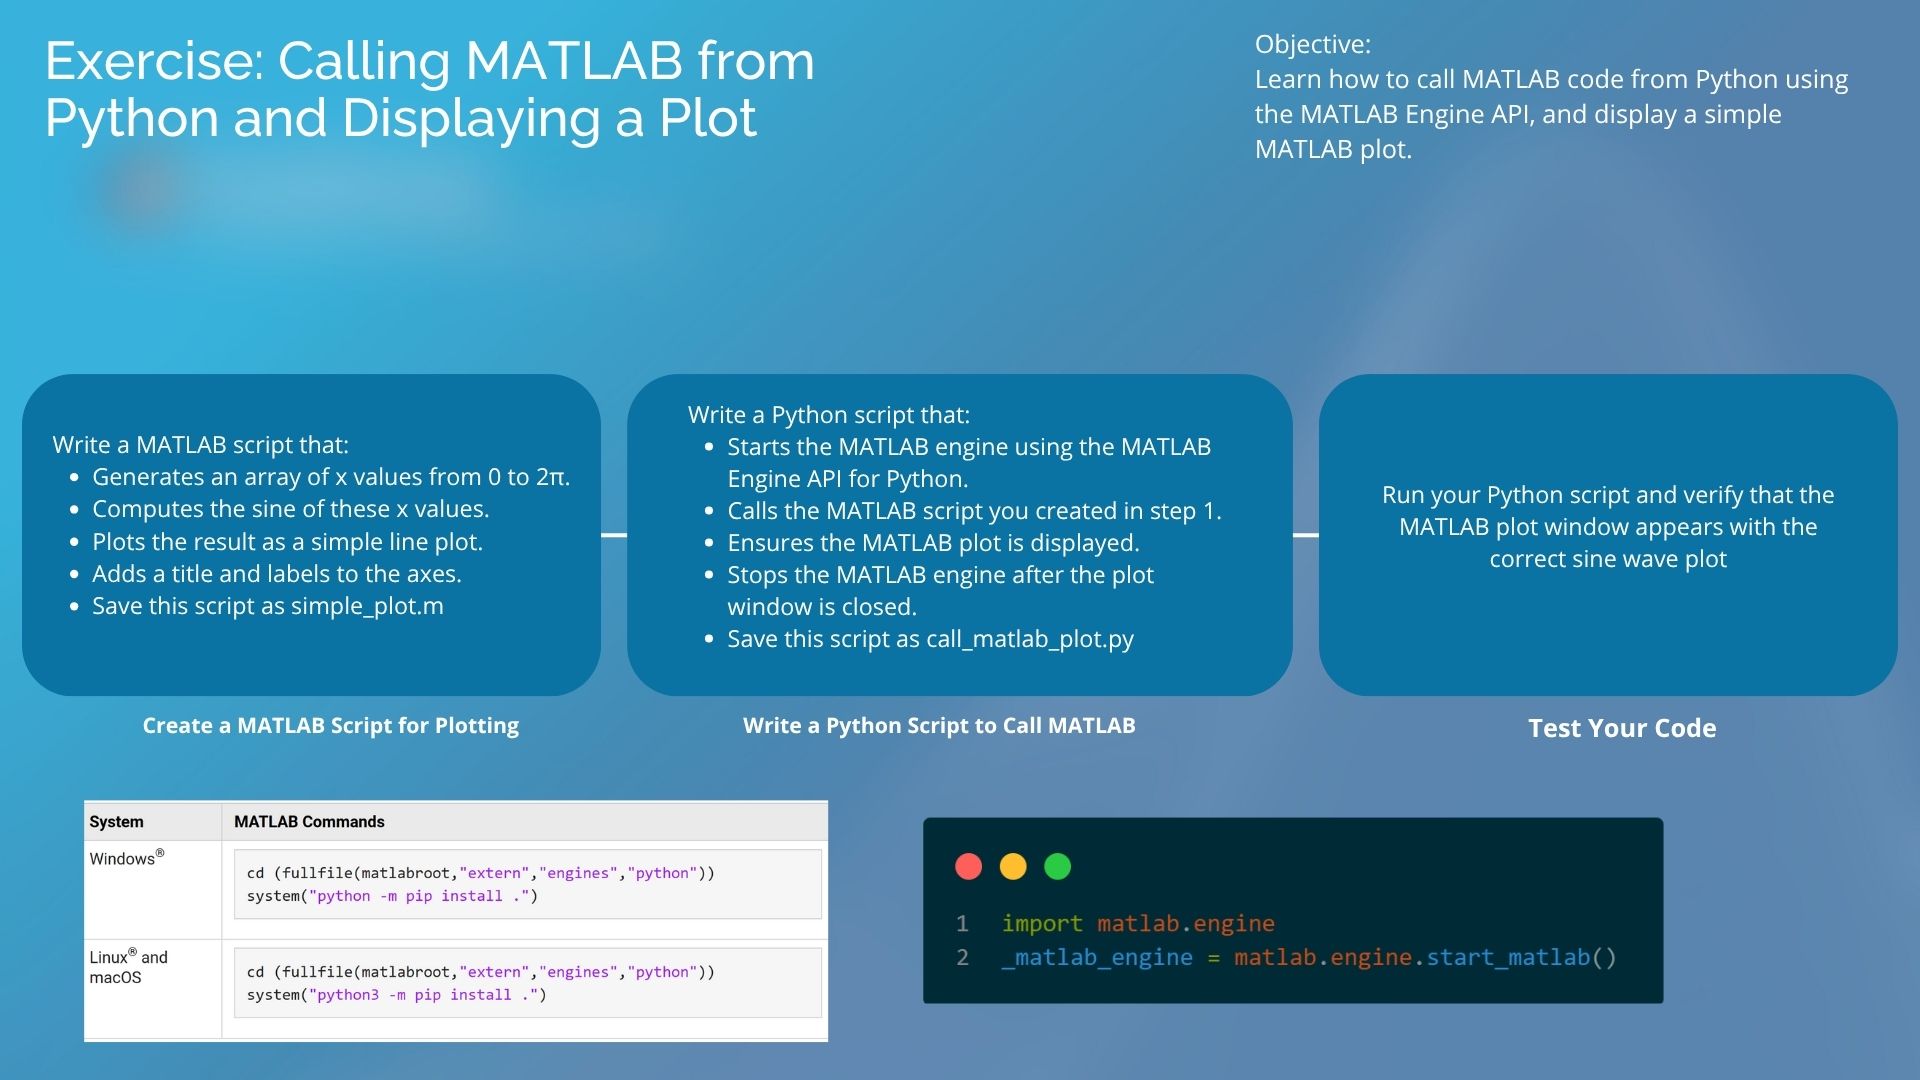 Exercise: Calling MATLAB from
Python and Displaying a Plot
Objective:
Learn how to call MATLAB code from Python using
the MATLAB Engine API, and display a simple
MATLAB plot.
Write a MATLAB script that:
• Generates an array of x values from 0 to 2π.
• Computes the sine of these x values.
• Plots the result as a simple line plot.
• Adds a title and labels to the axes.
• Save this script as simple_plot.m
Create a MATLAB Script for Plotting
Write a Python script that:
• Starts the MATLAB engine using the MATLAB
Engine API for Python.
• Calls the MATLAB script you created in step 1.
• Ensures the MATLAB plot is displayed.
• Stops the MATLAB engine after the plot
window is closed.
• Save this script as call_matlab_plot.py
Write a Python Script to Call MATLAB
Run your Python script and verify that the
MATLAB plot window appears with the
correct sine wave plot
Test Your Code
System MATLAB Commands
Windows®
cd (fullfile(matlabroot,"extern","engines","python"))
system("python -m pip install .")
Linux® and
macOS
cd (fullfile(matlabroot,"extern","engines","python"))
system("python3 -m pip install .")
1 import matlab.engine
2 _matlab_engine = matlab.engine.start_matlab()